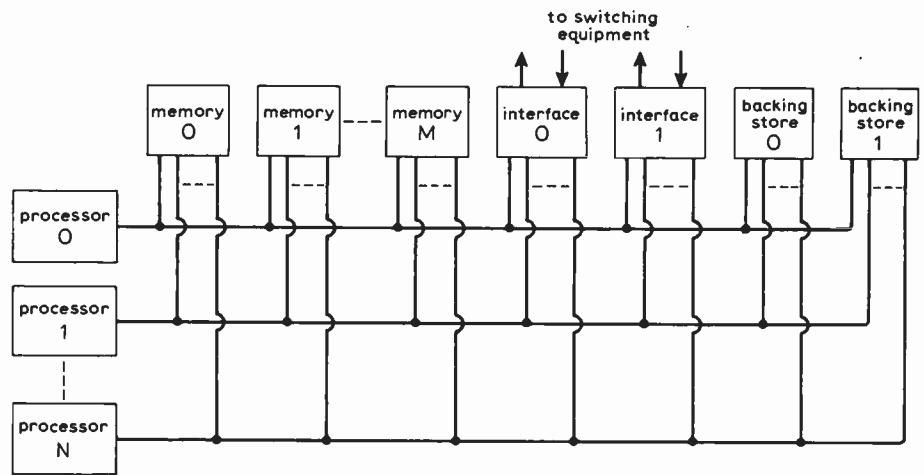 to switching
equipment
memory
0
memory
1
memory
M
interface
0
interface
1
backing
store
0
backing
store
1
processor
0
processor
1
processor
N